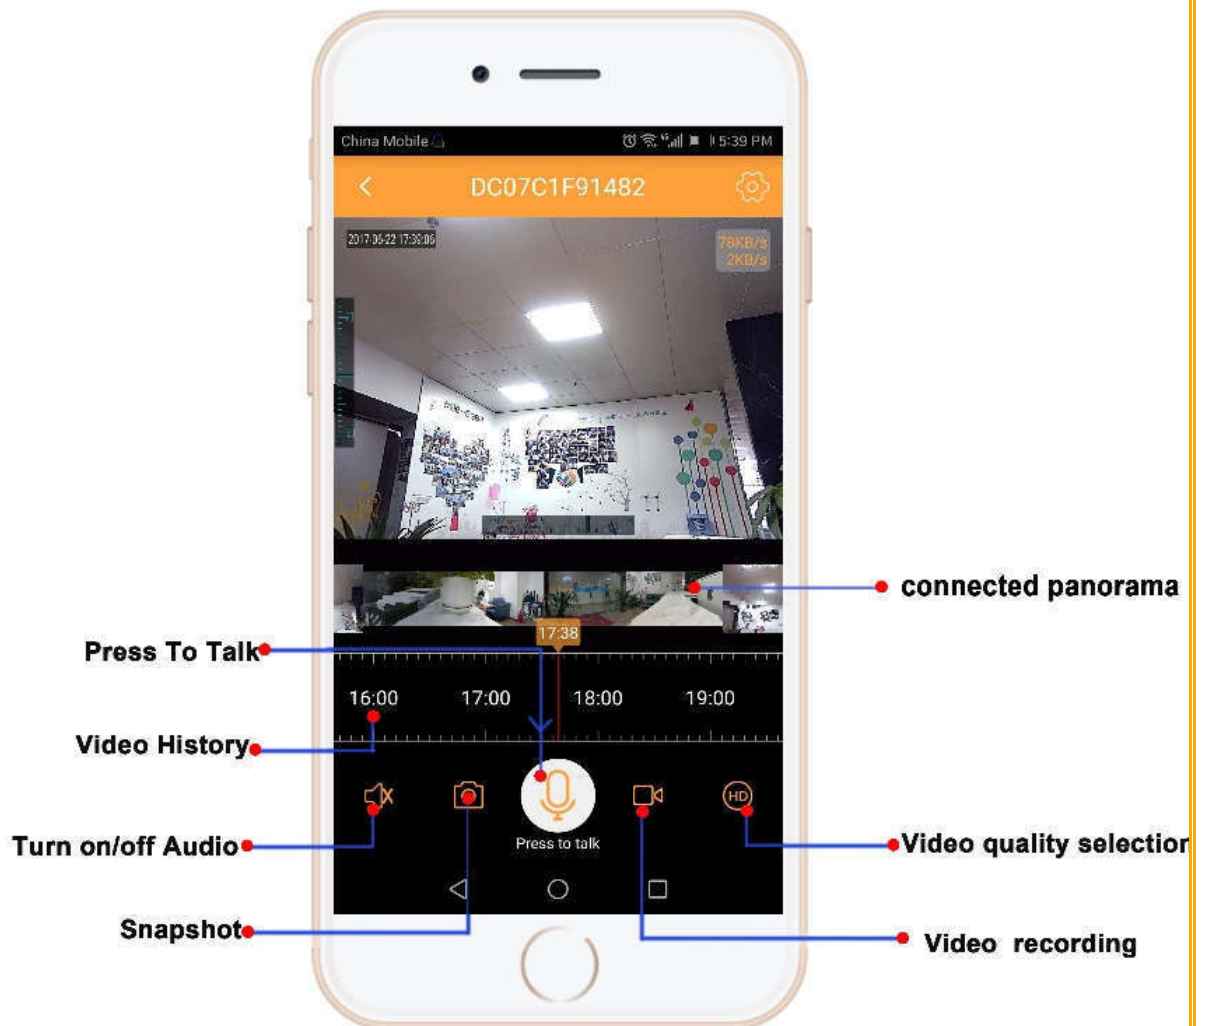 China Mobile
5:39 PM
DC07C1F91482
2017-06-22 17:39:06
78KB/s
2KB/s
connected panorama
17:38
Press To Talk
16:00 17:00 18:00 19:00
Video History
HD
Turn on/off Audio
Press to talk
Video quality selection
Snapshot
Video recording